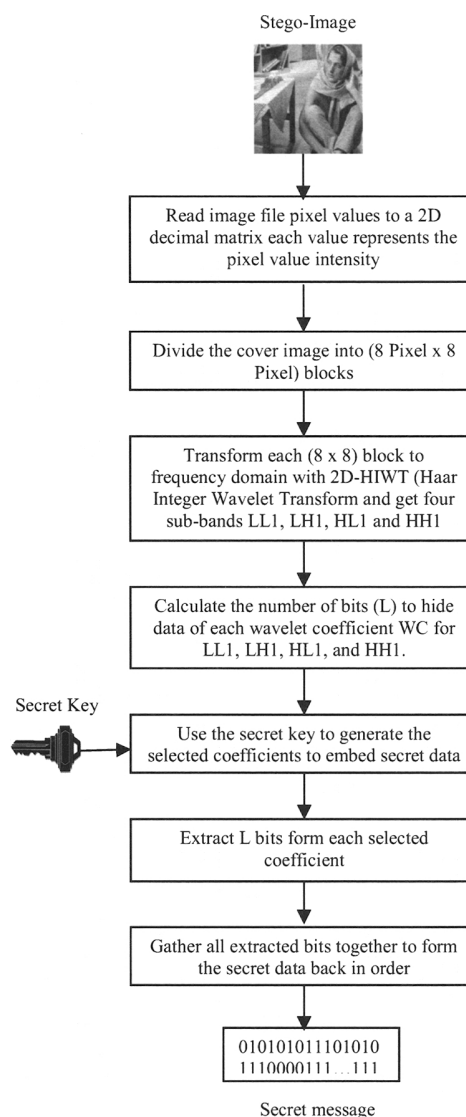 Stego-Image
Read image file pixel values to a 2D
decimal matrix each value represents the
pixel value intensity
Divide the cover image into (8 Pixel x 8
Pixel) blocks
Transform each (8 x 8) block to
frequency domain with 2D-HIWT (Haar
Integer Wavelet Transform and get four
sub-bands LL1, LH1, HL1 and HH1
Calculate the number of bits (L) to hide
data of each wavelet coefficient WC for
LL1, LH1, HL1, and HH1.
Secret Key
Use the secret key to generate the
selected coefficients to embed secret data
Extract L bits form each selected
coefficient
Gather all extracted bits together to form
the secret data back in order
010101011101010
1110000111...111
Secret message